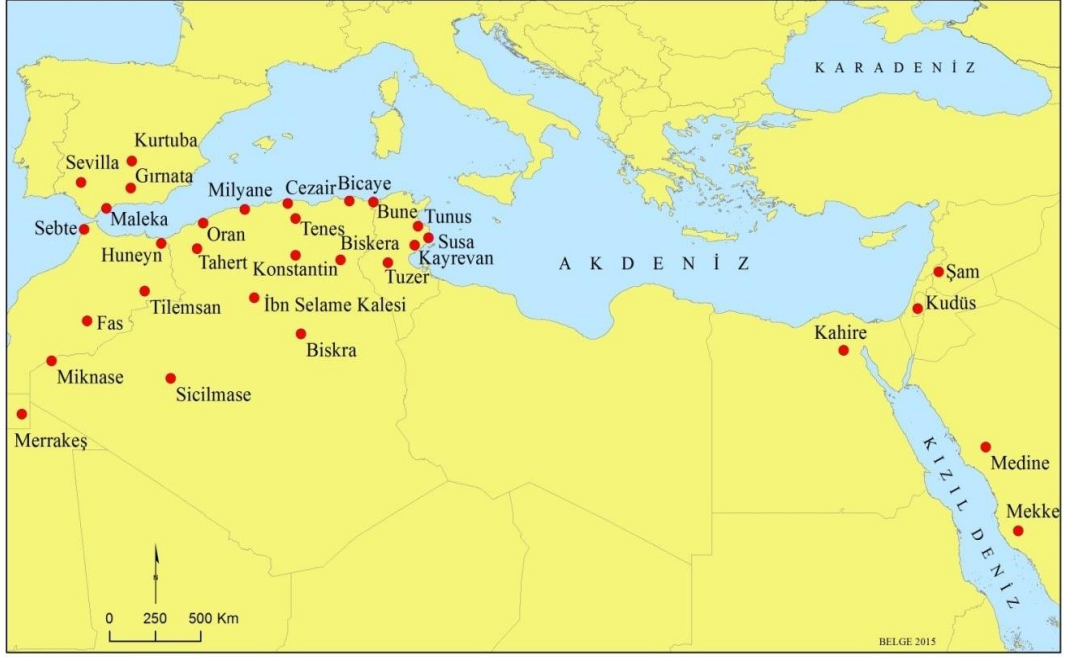 KARADENİZ
Kurtuba
Sevilla
Gırnata
Milyane
Cezair
Bicaye
Maleka
Bune
Tunus
Sebte
Oran
Tenes
Susa
Huneyn
Biskera
Kayrevan
Tahert
Konstantin
Tuzer
AKDENİZ
Şam
Tilemsan
İbn Selame Kalesi
Kudüs
Fas
Kahire
Biskra
Miknase
Sicilmase
Merrakeş
KIZIL DENİZ
Medine
Mekke
N
0 250 500 Km
BELGE 2015